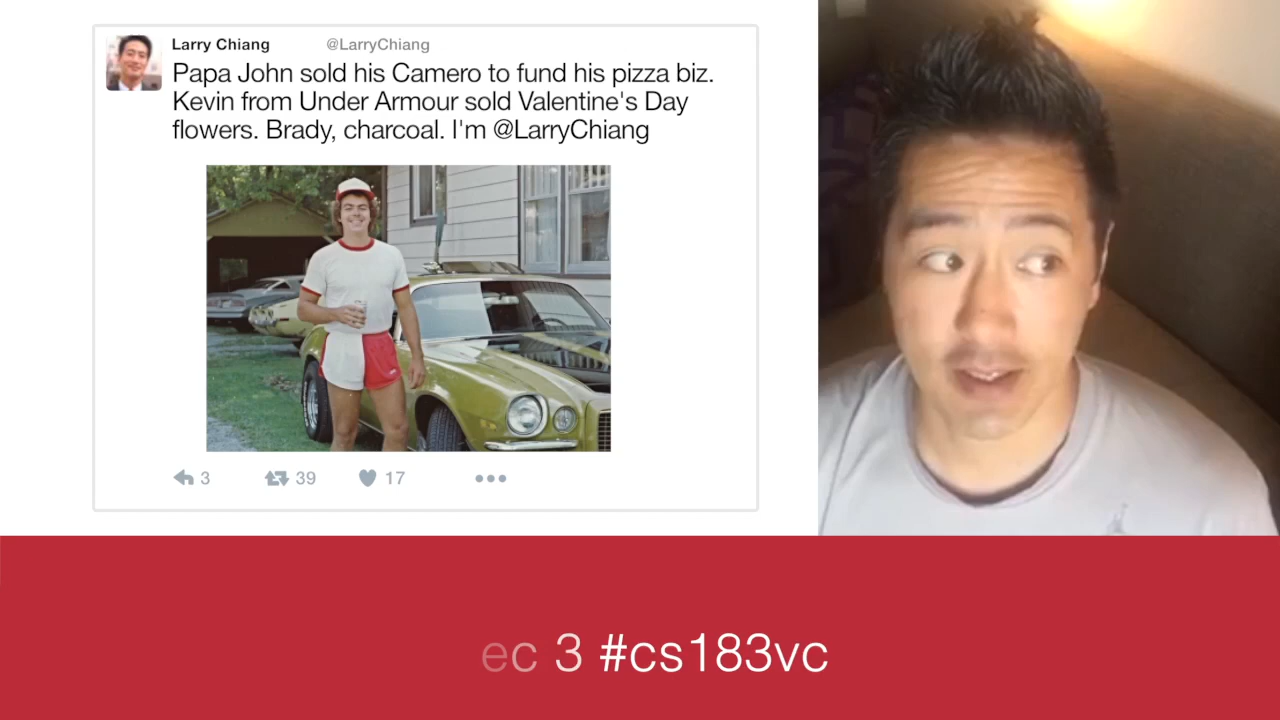 Larry Chiang @LarryChiang
Papa John sold his Camero to fund his pizza biz.
Kevin from Under Armour sold Valentine's Day
flowers. Brady, charcoal. I'm @LarryChiang
3 39 17
ec 3 #cs183vc